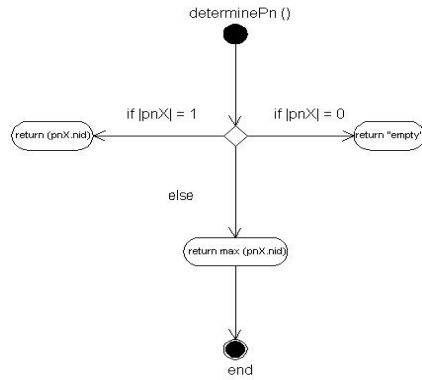 determinePn ()
if |pnX| = 1
if |pnX| = 0
return (pnX.nid)
return "empty"
else
return max (pnX.nid)
end